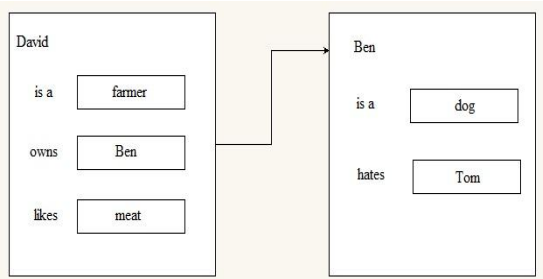 David
is a farmer
owns Ben
likes meat
Ben
is a dog
hates Tom